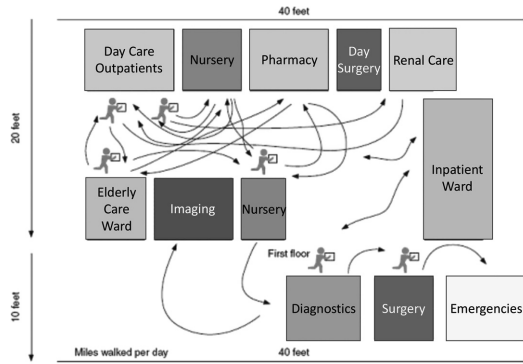 40 feet
Day Care
Outpatients
Nursery
Pharmacy
Day
Surgery
Renal Care
20 feet
Elderly
Care
Ward
Imaging
Nursery
Inpatient
Ward
First floor
10 feet
Diagnostics
Surgery
Emergencies
Miles walked per day
40 feet